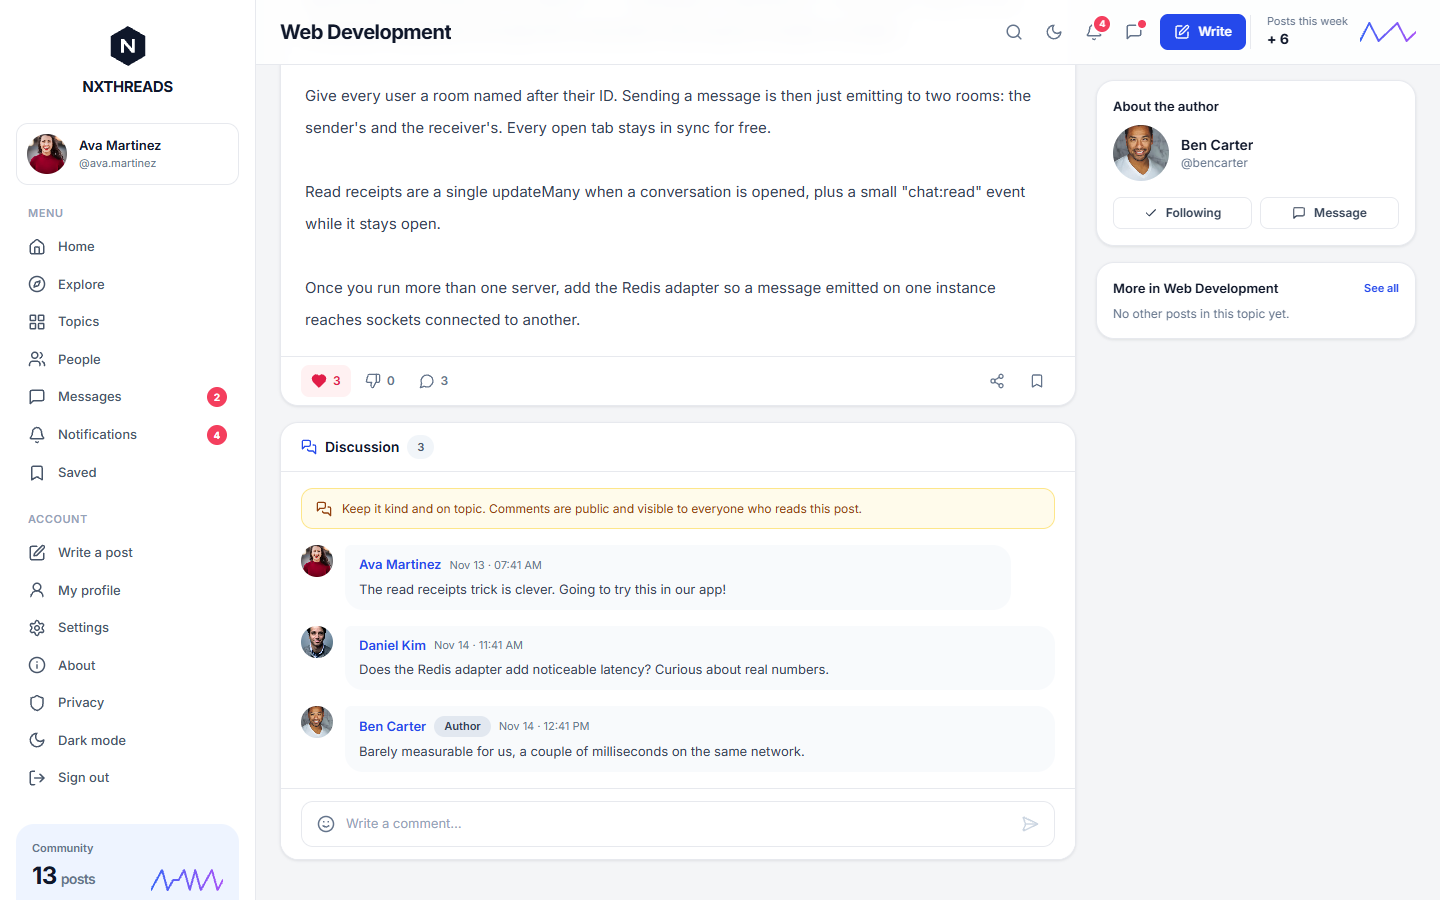 N
NXTHREADS
Ava Martinez
@ava.martinez
MENU
Home
Explore
Topics
People
Messages 2
Notifications 4
Saved
ACCOUNT
Write a post
My profile
Settings
About
Privacy
Dark mode
Sign out
Community
13 posts
Web Development
4
Write
Posts this week
+ 6
Give every user a room named after their ID. Sending a message is then just emitting to two rooms: the
sender's and the receiver's. Every open tab stays in sync for free.
Read receipts are a single updateMany when a conversation is opened, plus a small "chat:read" event
while it stays open.
Once you run more than one server, add the Redis adapter so a message emitted on one instance
reaches sockets connected to another.
3 0 3
Discussion 3
Keep it kind and on topic. Comments are public and visible to everyone who reads this post.
Ava Martinez Nov 13 · 07:41 AM
The read receipts trick is clever. Going to try this in our app!
Daniel Kim Nov 14 · 11:41 AM
Does the Redis adapter add noticeable latency? Curious about real numbers.
Ben Carter Author Nov 14 · 12:41 PM
Barely measurable for us, a couple of milliseconds on the same network.
Write a comment...
About the author
Ben Carter
@bencarter
Following Message
More in Web Development See all
No other posts in this topic yet.